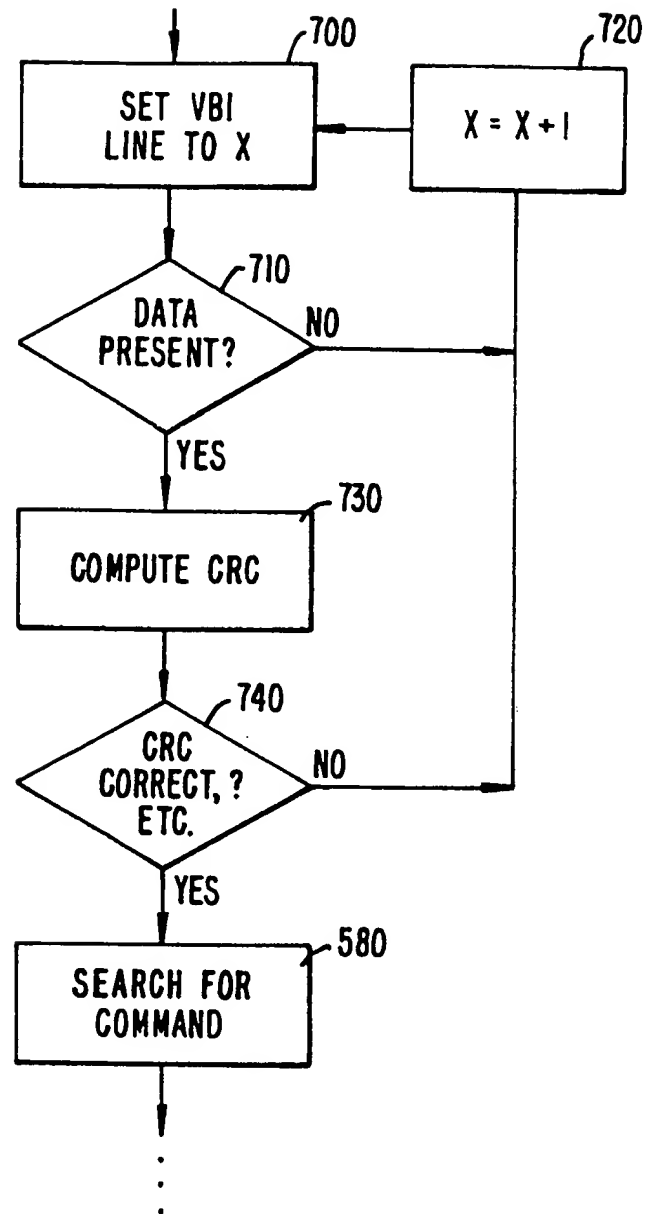 700
SET VBI
LINE TO X
720
X = X + 1
710
DATA
PRESENT?
NO
YES
730
COMPUTE CRC
740
CRC
CORRECT, ?
ETC.
NO
YES
580
SEARCH FOR
COMMAND